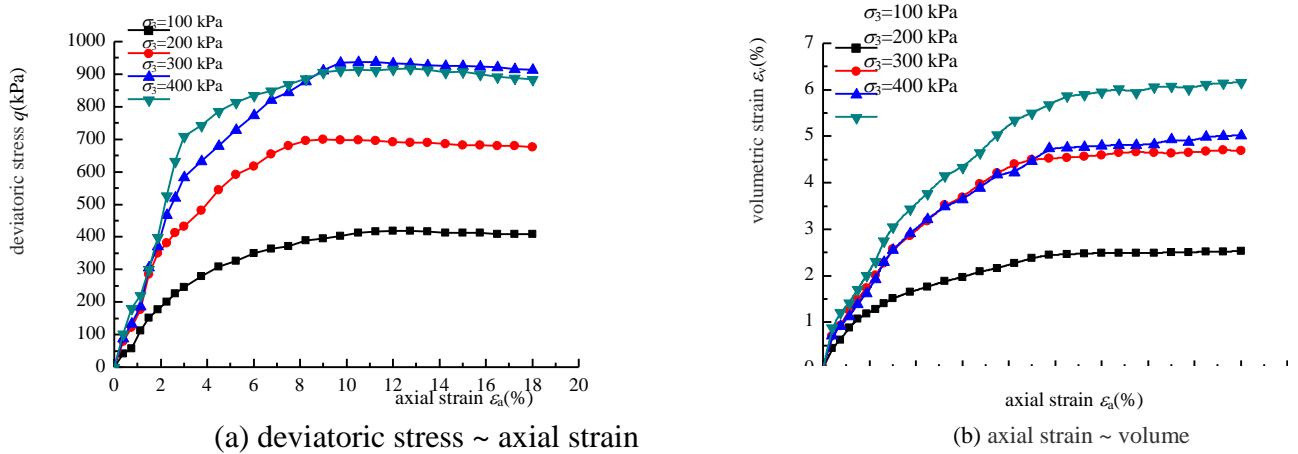 σ3=100 kPa
σ3=200 kPa
σ3=300 kPa
σ3=400 kPa
1000
900
800
700
600
500
400
300
200
100
0
deviatoric stress q(kPa)
0 2 4 6 8 10 12 14 16 18 20
axial strain εa(%)
(a) deviatoric stress ~ axial strain
σ3=100 kPa
σ3=200 kPa
σ3=300 kPa
σ3=400 kPa
7
6
5
4
3
2
1
0
volumetric strain εv(%)
axial strain εa(%)
(b) axial strain ~ volume